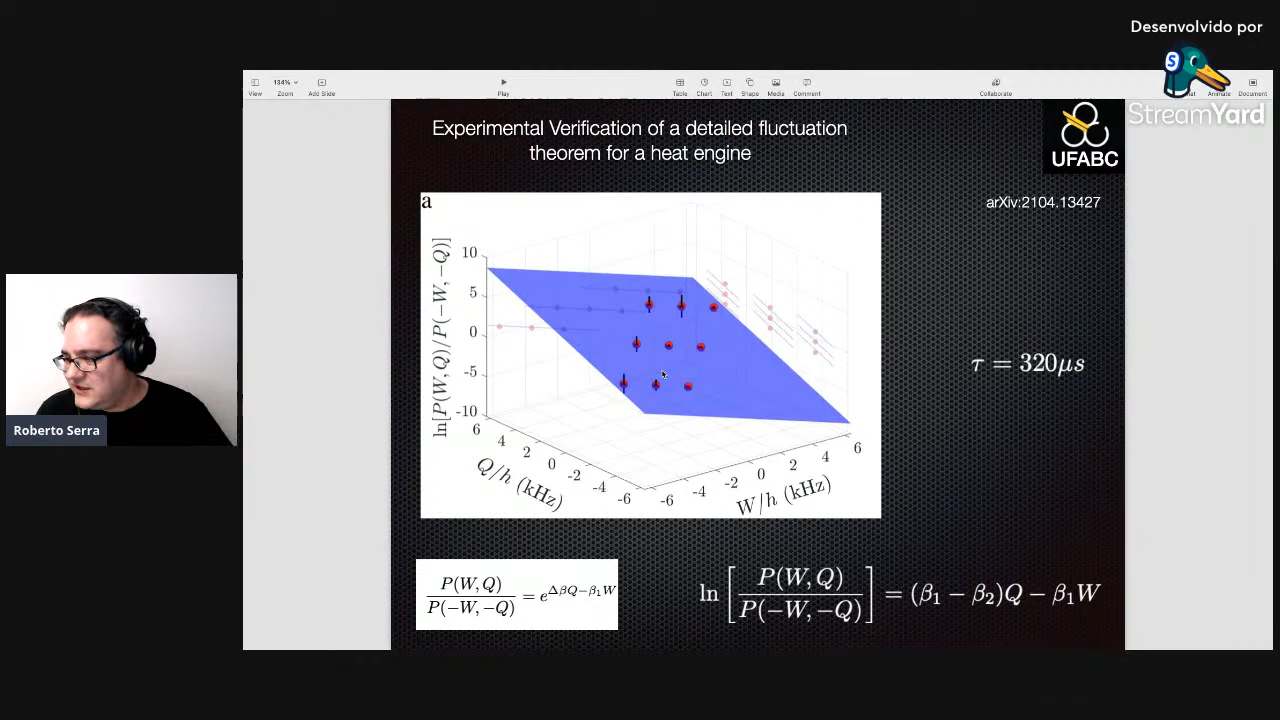 Desenvolvido por
S
StreamYard
134%
View Zoom Add Slide Play Table Chart Text Shape Media Comment Collaborate Animate Document
Experimental Verification of a detailed fluctuation
theorem for a heat engine
UFABC
arXiv:2104.13427
a
ln[P(W,Q)/P(−W,−Q)]
10
5
0
-5
-10
6 4 2 0 -2 -4 -6
Q/h (kHz)
-6 -4 -2 0 2 4 6
W/h (kHz)
τ = 320μs
Roberto Serra
P(W,Q)/P(−W,−Q) = e^{ΔβQ−β₁W}
ln[P(W,Q)/P(−W,−Q)] = (β₁ − β₂)Q − β₁W